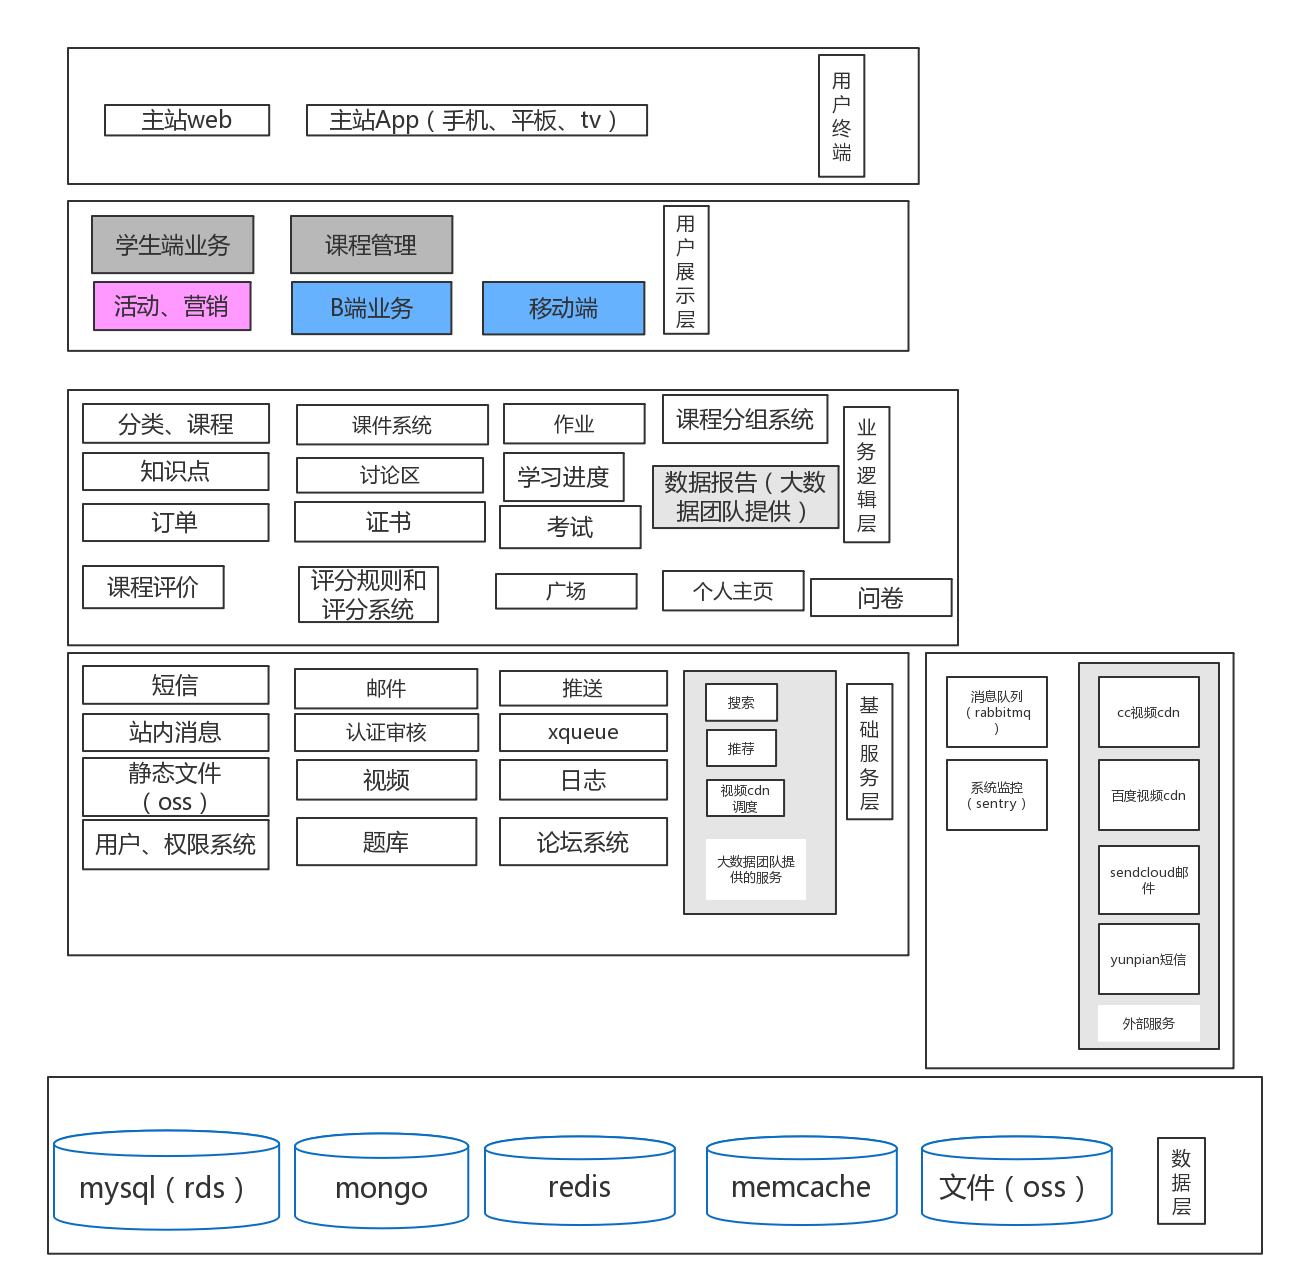 主站web
主站App（手机、平板、tv）
用
户
终
端
学生端业务
课程管理
活动、营销
B端业务
移动端
用
户
展
示
层
分类、课程
课件系统
作业
课程分组系统
知识点
讨论区
学习进度
数据报告（大数
据团队提供）
订单
证书
考试
课程评价
评分规则和
评分系统
广场
个人主页
问卷
业
务
逻
辑
层
短信
邮件
推送
站内消息
认证审核
xqueue
静态文件
（oss）
视频
日志
用户、权限系统
题库
论坛系统
搜索
推荐
视频cdn
调度
大数据团队提
供的服务
基
础
服
务
层
消息队列
（rabbitmq
）
系统监控
（sentry）
cc视频cdn
百度视频cdn
sendcloud邮
件
yunpian短信
外部服务
mysql（rds）
mongo
redis
memcache
文件（oss）
数
据
层